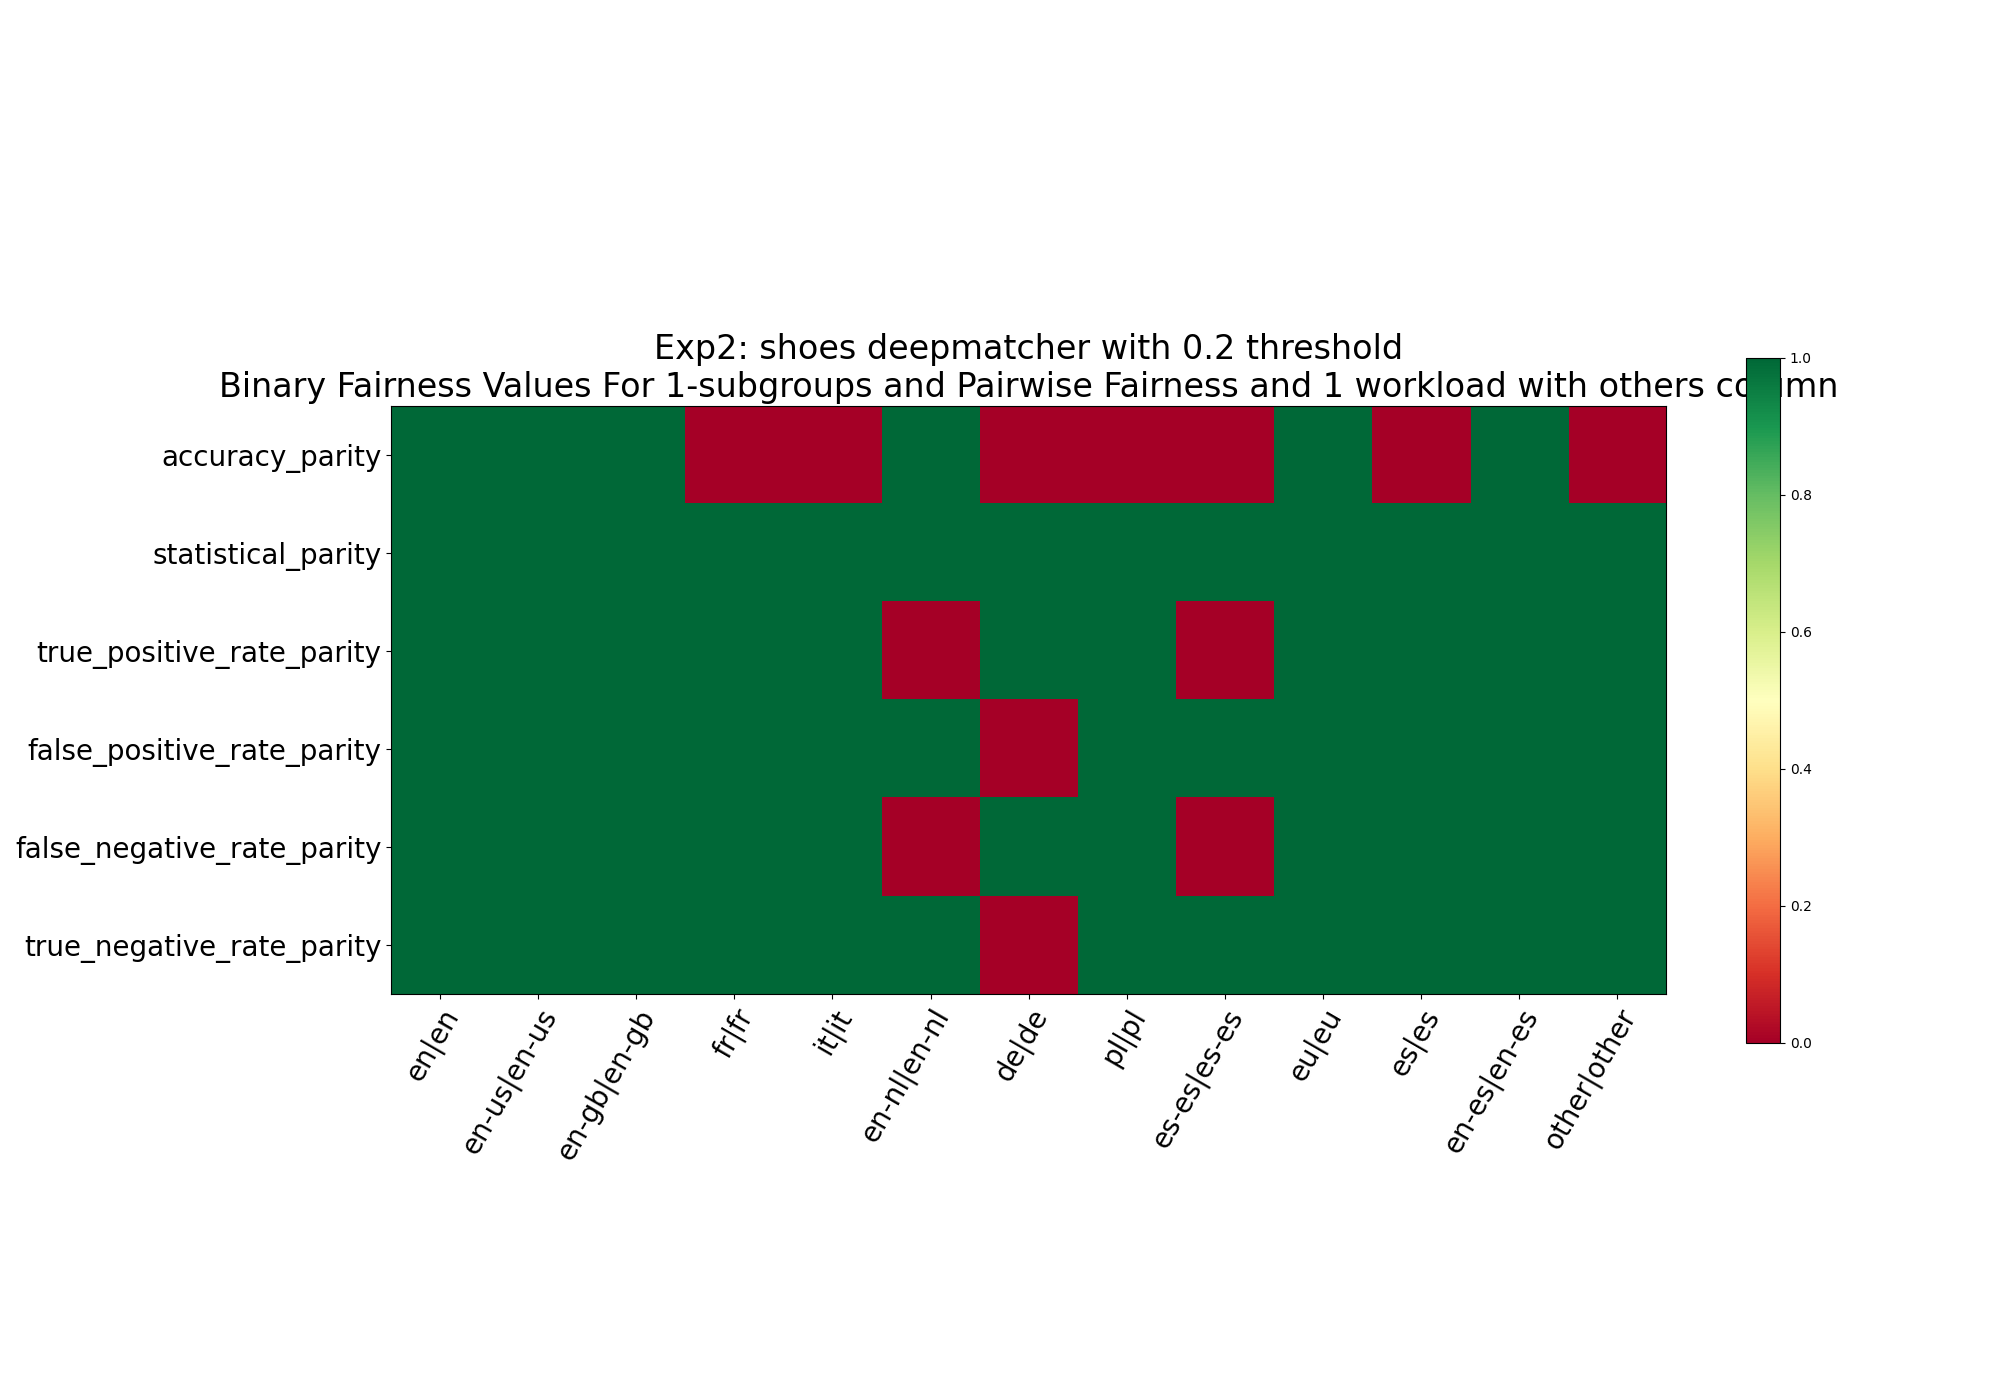 Exp2: shoes deepmatcher with 0.2 threshold
Binary Fairness Values For 1-subgroups and Pairwise Fairness and 1 workload with others
accuracy_parity
statistical_parity
true_positive_rate_parity
false_positive_rate_parity
false_negative_rate_parity
true_negative_rate_parity
en|en
en-us|en-us
en-gb|en-gb
fr|fr
it|it
en-nl|en-nl
de|de
pl|pl
es-es|es-es
eu|eu
es|es
en-es|en-es
other|other
1.0
0.8
0.6
0.4
0.2
0.0